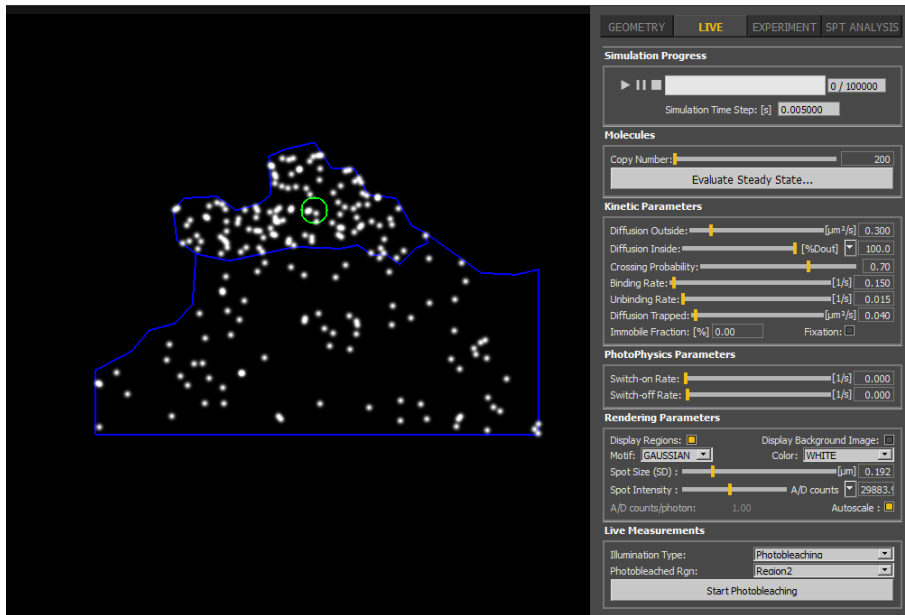 GEOMETRY LIVE EXPERIMENT SPT ANALYSIS
Simulation Progress
0 / 100000
Simulation Time Step: [s] 0.005000
Molecules
Copy Number: 200
Evaluate Steady State...
Kinetic Parameters
Diffusion Outside: [µm²/s] 0.300
Diffusion Inside: [%Dout] 100.0
Crossing Probability: 0.70
Binding Rate: [1/s] 0.150
Unbinding Rate: [1/s] 0.015
Diffusion Trapped: [µm²/s] 0.040
Immobile Fraction: [%] 0.00 Fixation:
PhotoPhysics Parameters
Switch-on Rate: [1/s] 0.000
Switch-off Rate: [1/s] 0.000
Rendering Parameters
Display Regions: Display Background Image:
Motif: GAUSSIAN Color: WHITE
Spot Size (SD) : [µm] 0.192
Spot Intensity : A/D counts 29883.9
A/D counts/photon: 1.00 Autoscale :
Live Measurements
Illumination Type: Photobleaching
Photobleached Rgn: Region2
Start Photobleaching